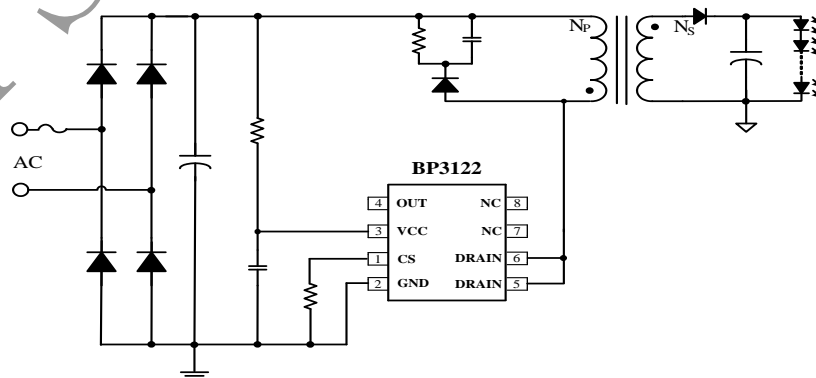 NP
NS
AC
BP3122
4 OUT NC 8
3 VCC NC 7
1 CS DRAIN 6
2 GND DRAIN 5